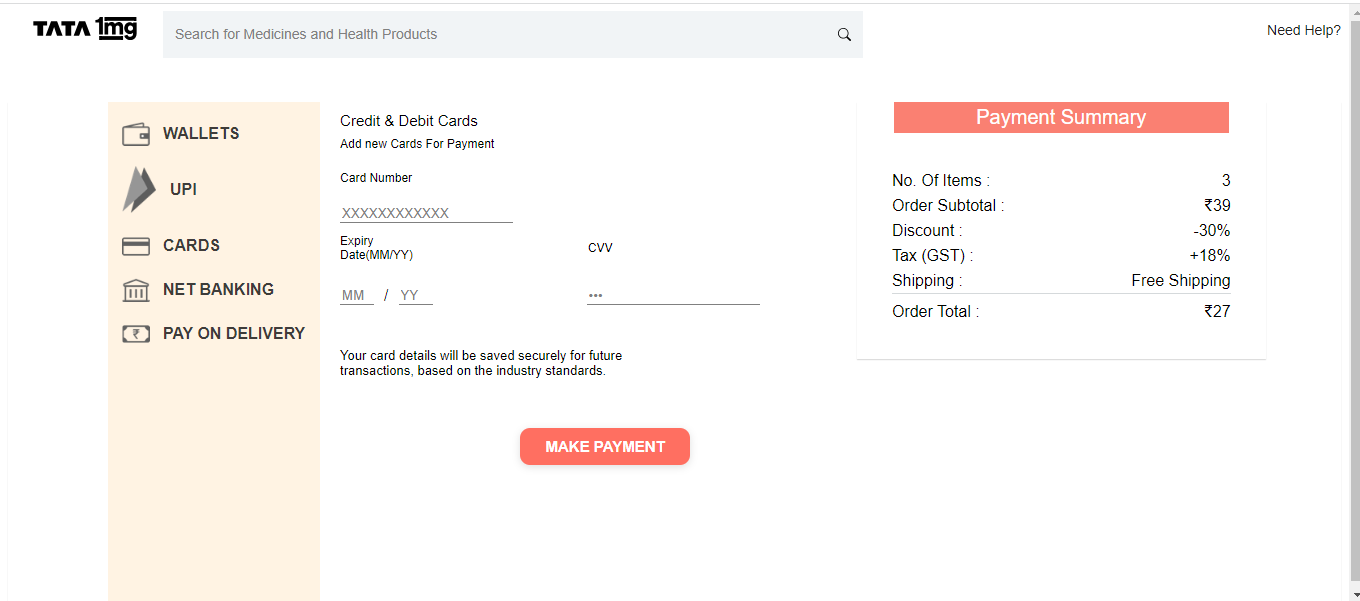 TATA 1mg
Search for Medicines and Health Products
Need Help?
WALLETS
UPI
CARDS
NET BANKING
PAY ON DELIVERY
Credit & Debit Cards
Add new Cards For Payment
Card Number
XXXXXXXXXXXX
Expiry
Date(MM/YY)
CVV
MM / YY
•••
Your card details will be saved securely for future
transactions, based on the industry standards.
MAKE PAYMENT
Payment Summary
No. Of Items : 3
Order Subtotal : ₹39
Discount : -30%
Tax (GST) : +18%
Shipping : Free Shipping
Order Total : ₹27